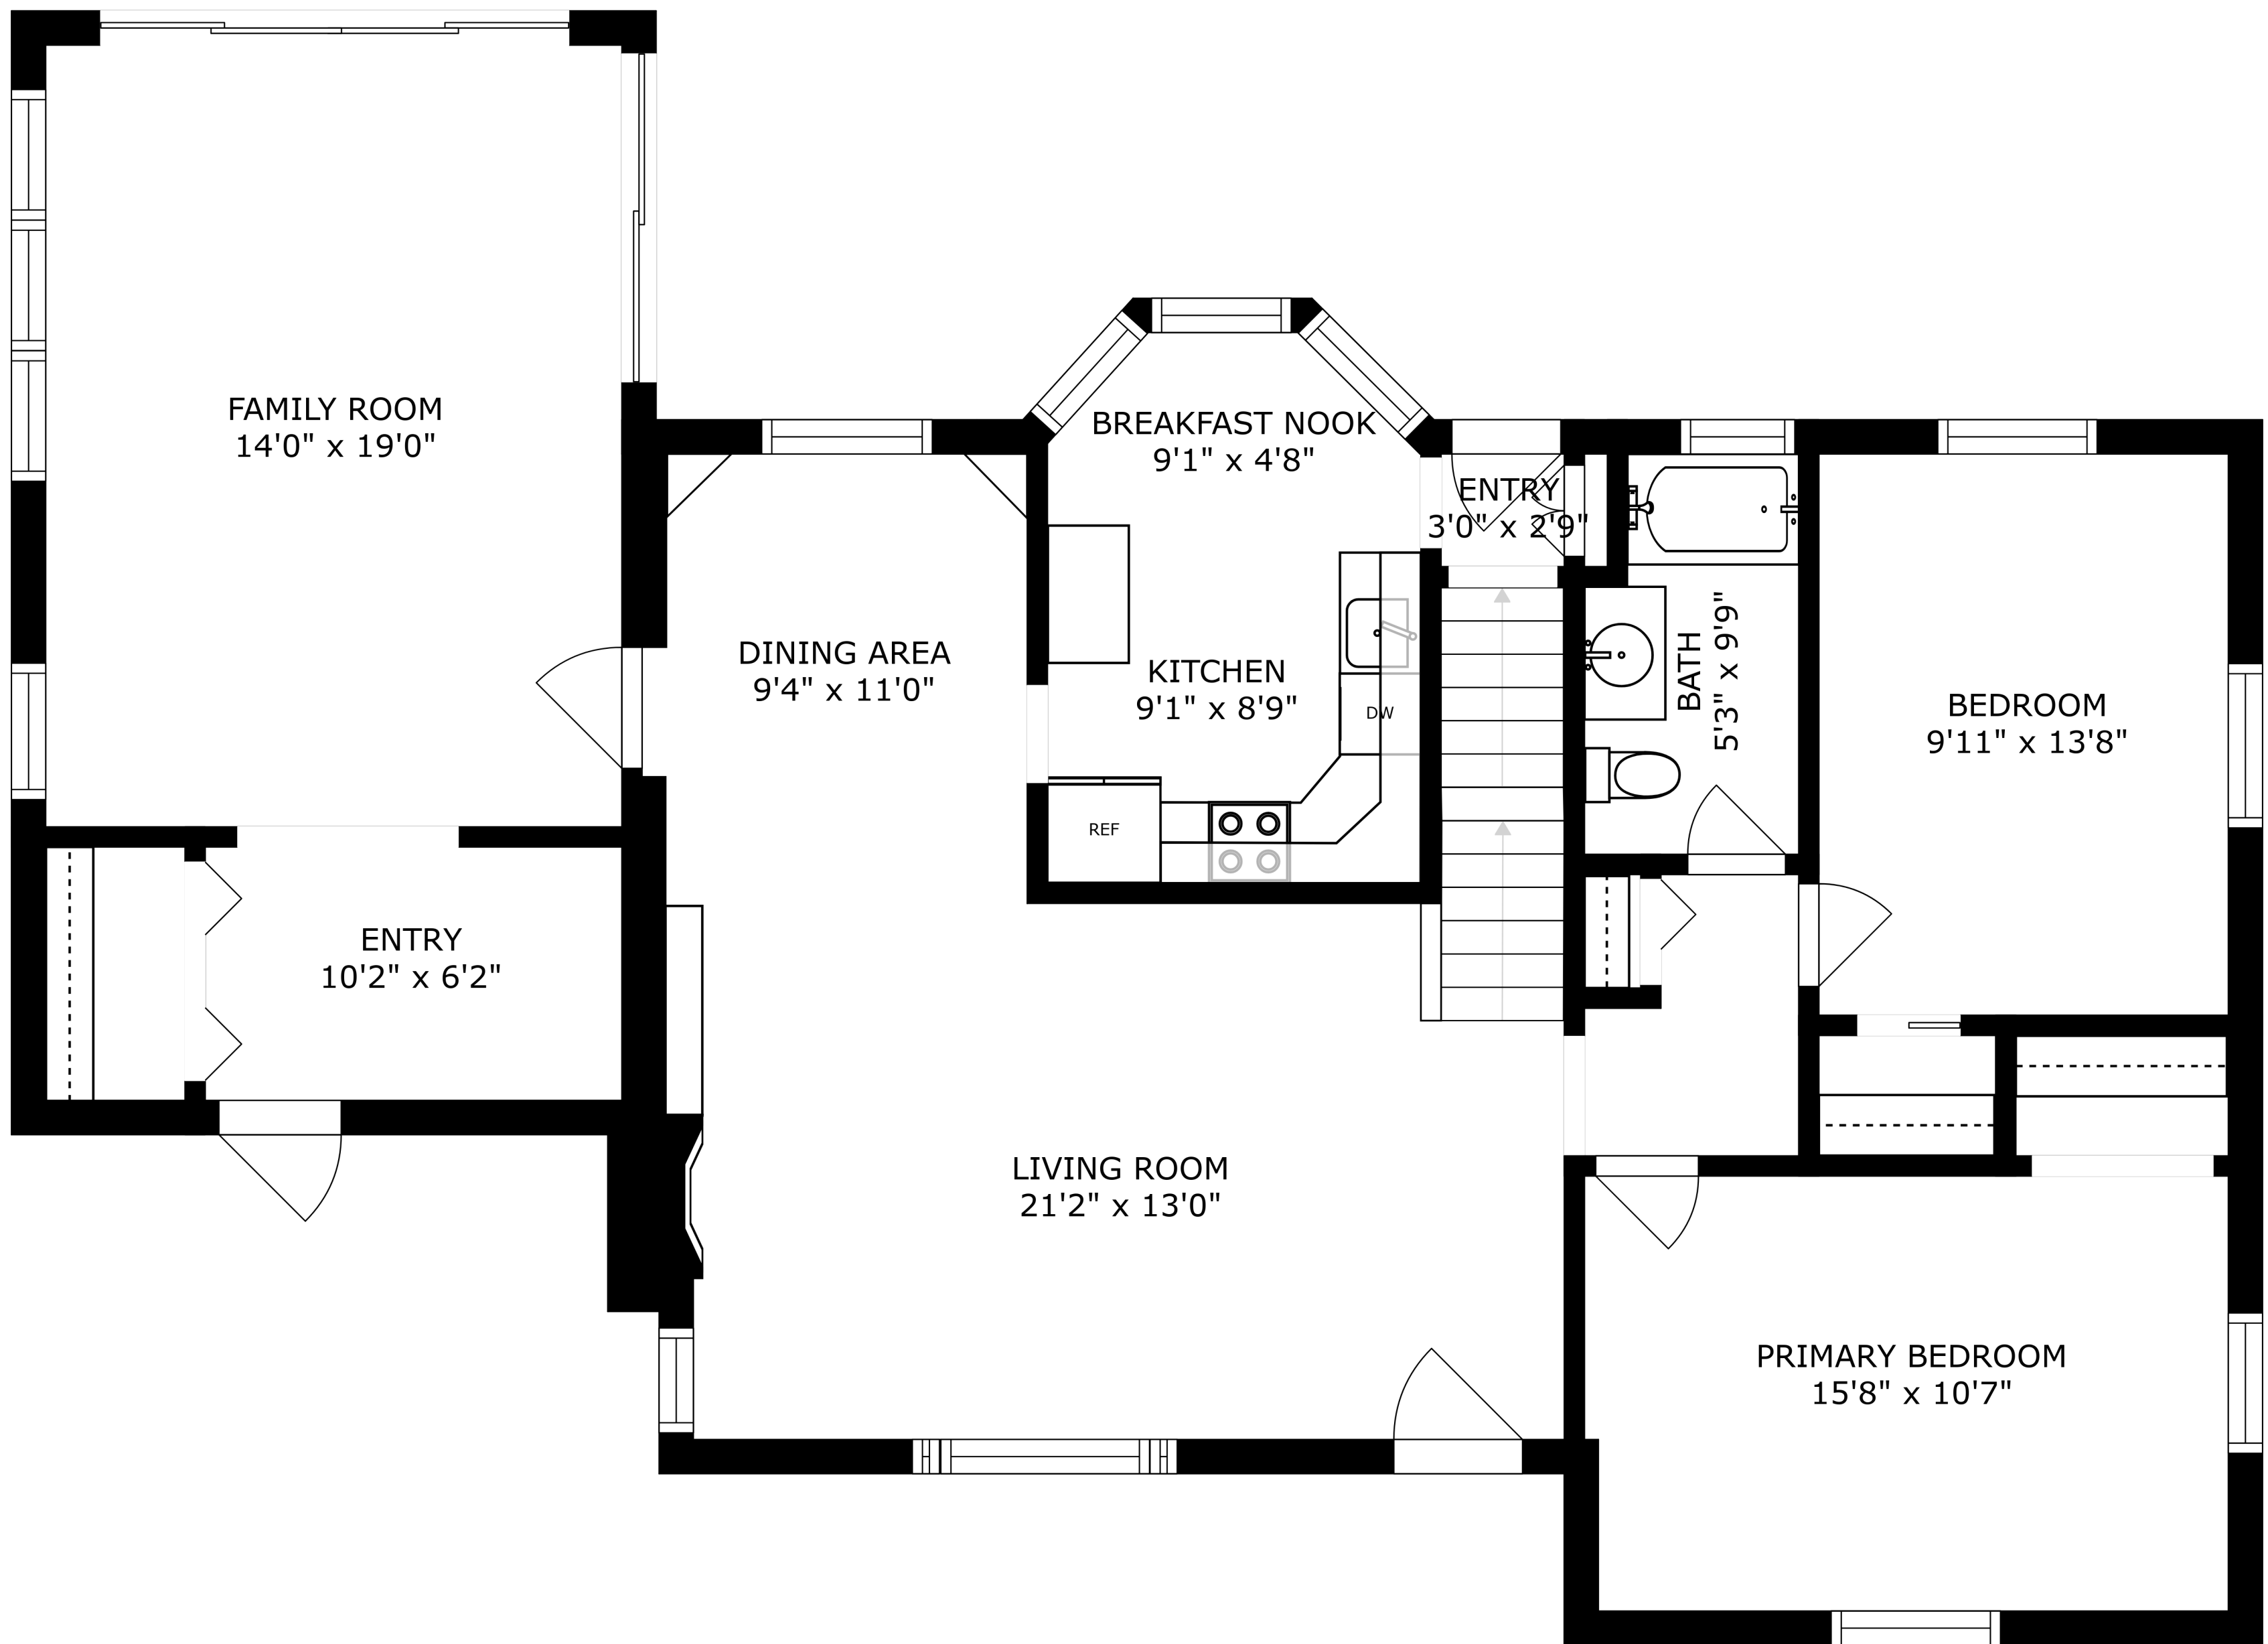 FAMILY ROOM
14'0" x 19'0"
BREAKFAST NOOK
9'1" x 4'8"
ENTRY
3'0" x 2'9"
DINING AREA
9'4" x 11'0"
KITCHEN
9'1" x 8'9"
DW
REF
BATH
5'3" x 9'9"
BEDROOM
9'11" x 13'8"
ENTRY
10'2" x 6'2"
LIVING ROOM
21'2" x 13'0"
PRIMARY BEDROOM
15'8" x 10'7"